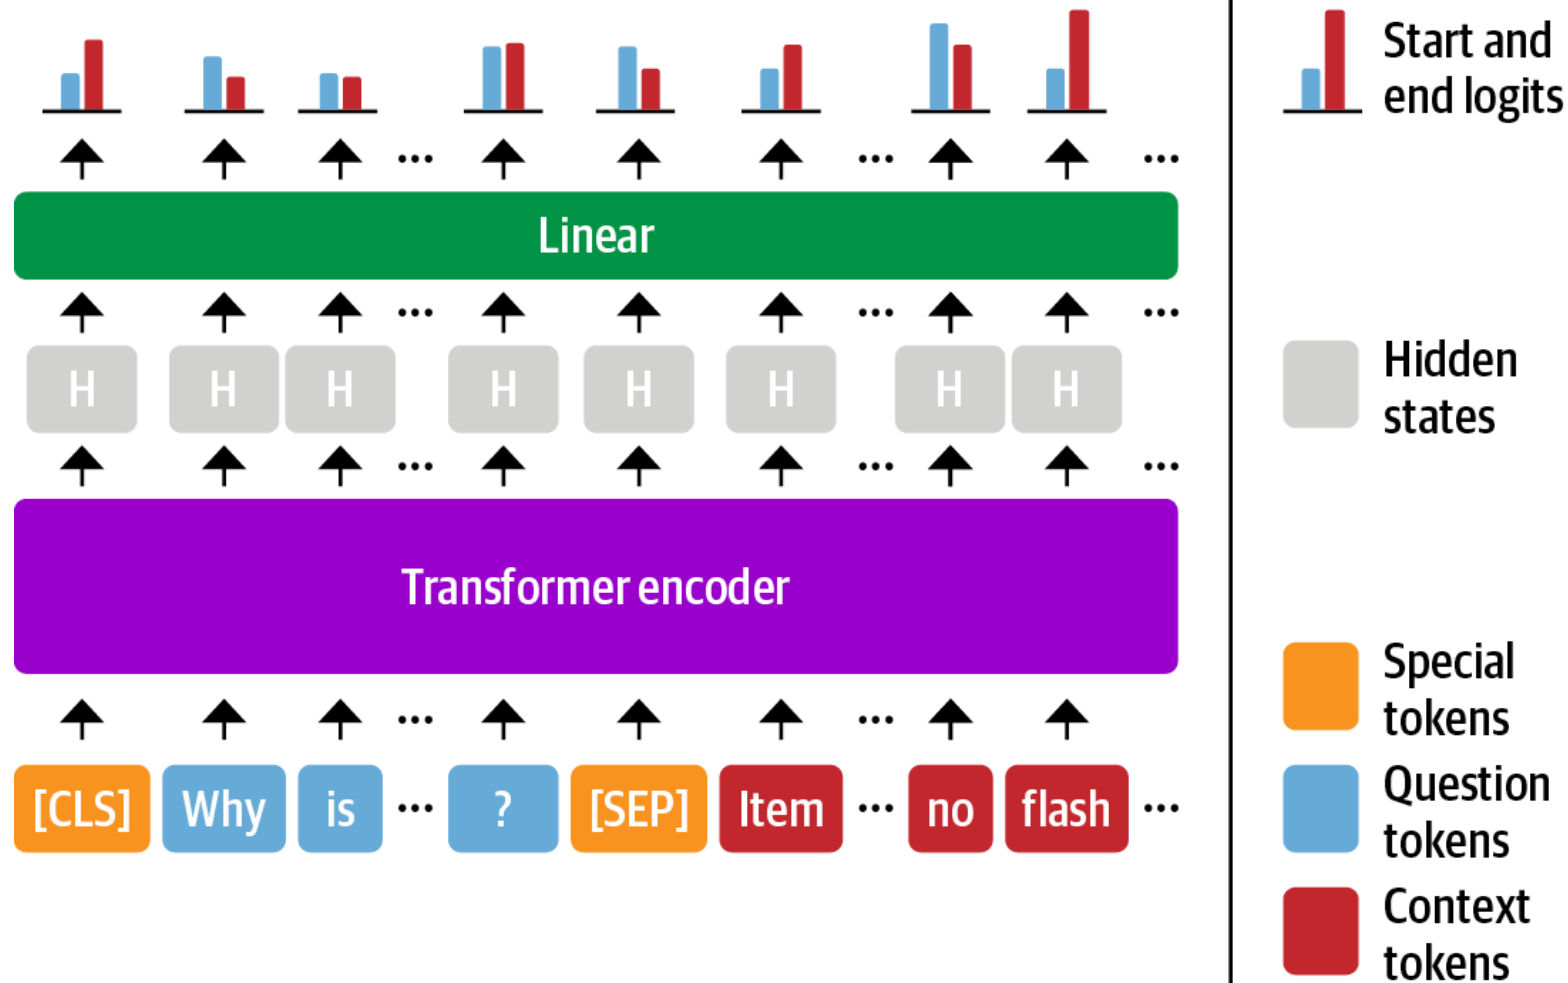 Start and
end logits
... ... ...
Linear
... ... ...
H H H H H H H H
Hidden
states
... ... ...
Transformer encoder
Special
tokens
... ...
[CLS] Why is ... ? [SEP] Item ... no flash ...
Question
tokens
Context
tokens